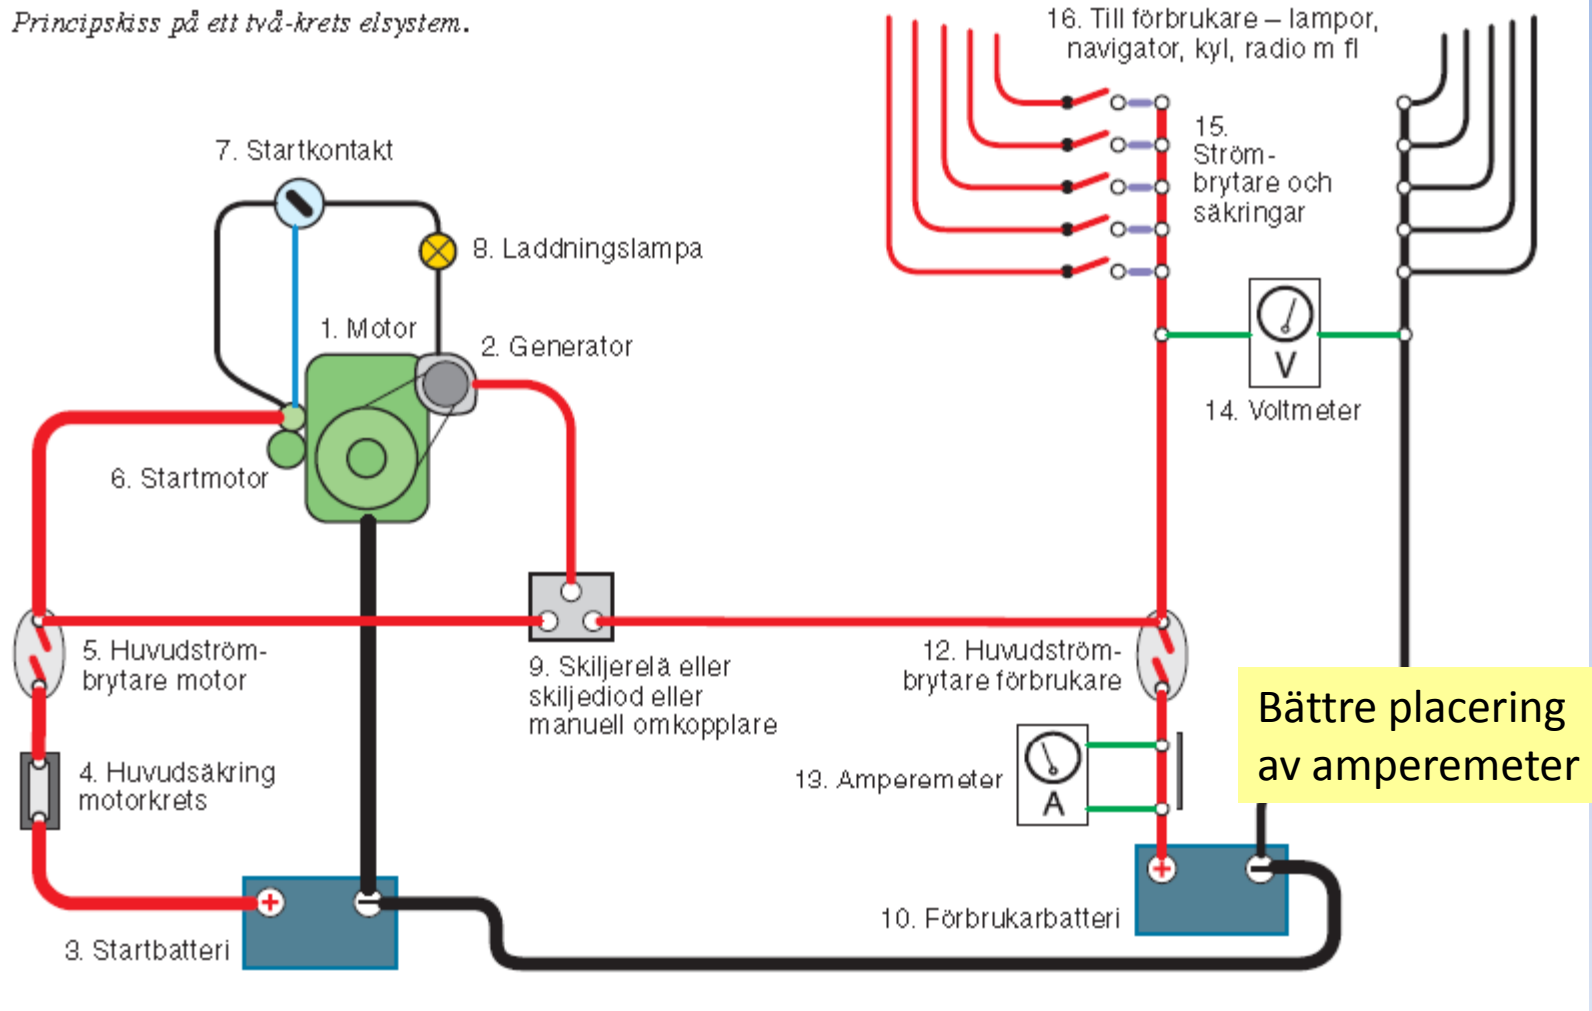 Principskiss på ett två-krets elsystem.
16. Till förbrukare – lampor,
navigator, kyl, radio m fl
15.
Ström-
brytare och
säkringar
7. Startkontakt
8. Laddningslampa
1. Motor
2. Generator
V
14. Voltmeter
6. Startmotor
5. Huvudström-
brytare motor
9. Skiljerelä eller
skiljediod eller
manuell omkopplare
12. Huvudström-
brytare förbrukare
Bättre placering
av amperemeter
4. Huvudsäkring
motorkrets
13. Amperemeter
A
+
–
10. Förbrukarbatteri
+
–
3. Startbatteri